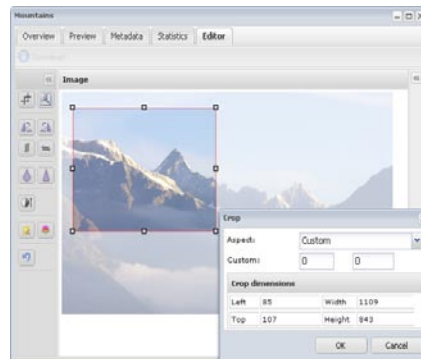 Mountains
Overview Preview Metadata Statistics Editor
Image
Crop
Aspect: Custom
Custom: 0 0
Crop dimensions
Left 85 Width 1109
Top 107 Height 843
OK Cancel